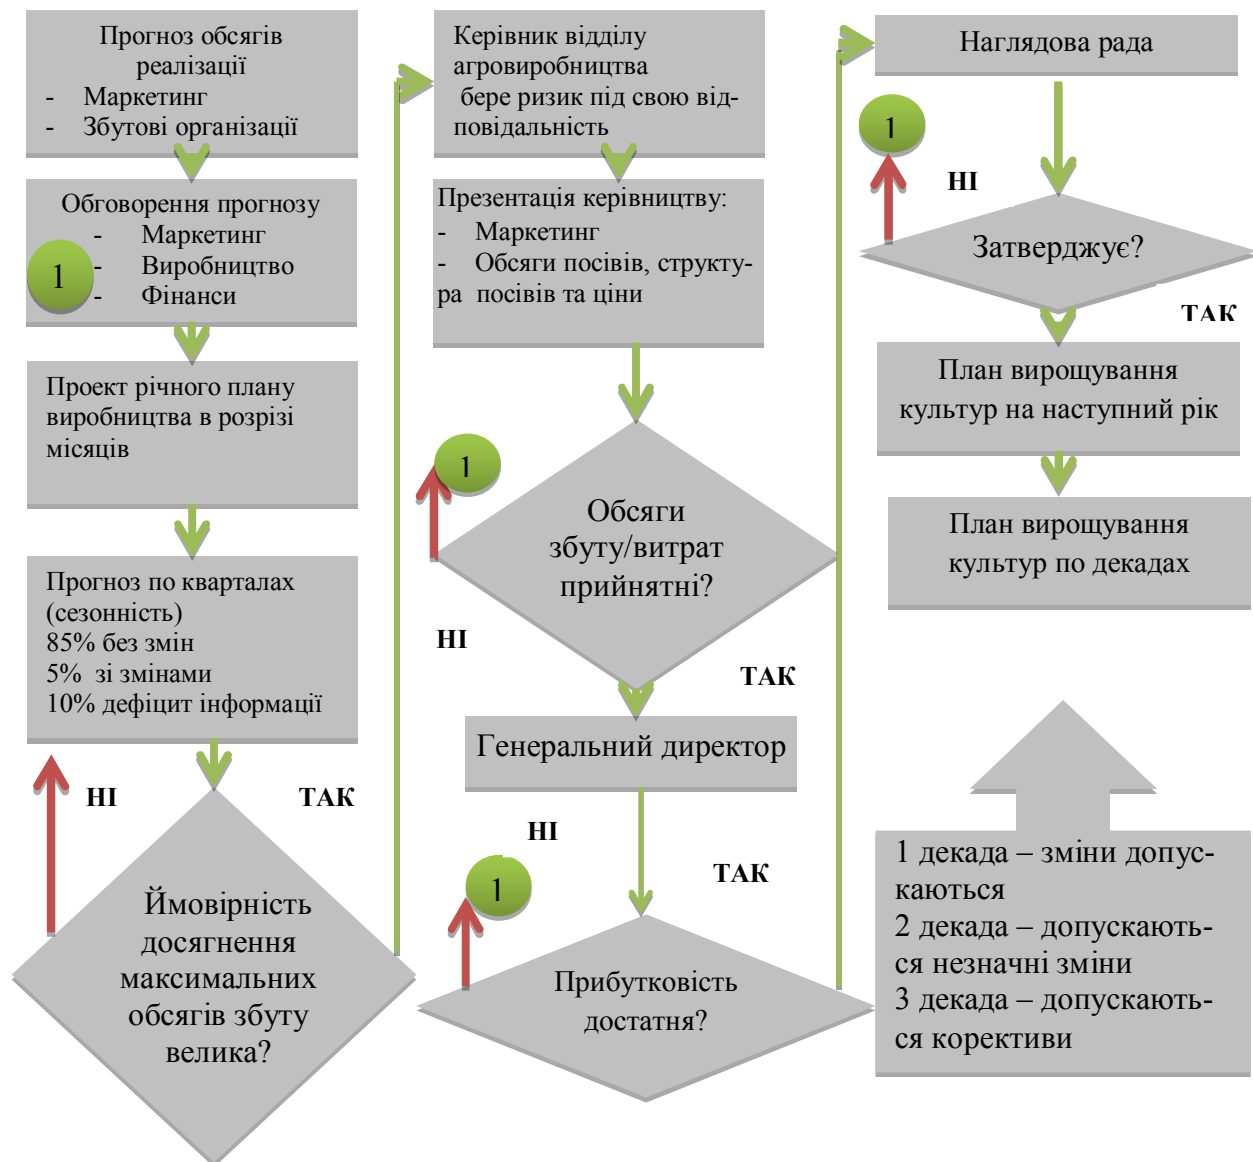 Прогноз обсягів
реалізації
- Маркетинг
- Збутові організації
Обговорення прогнозу
- Маркетинг
- Виробництво
- Фінанси
1
Проект річного плану
виробництва в розрізі
місяців
Прогноз по кварталах
(сезонність)
85% без змін
5% зі змінами
10% дефіцит інформації
НІ
ТАК
Ймовірність
досягнення
максимальних
обсягів збуту
велика?
Керівник відділу
агровиробництва
бере ризик під свою від-
повідальність
Презентація керівництву:
- Маркетинг
- Обсяги посівів, структу-
ра посівів та ціни
1
Обсяги
збуту/витрат
прийнятні?
НІ
ТАК
Генеральний директор
НІ
ТАК
1
Прибутковість
достатня?
Наглядова рада
1
НІ
Затверджує?
ТАК
План вирощування
культур на наступний рік
План вирощування
культур по декадах
1 декада – зміни допус-
каються
2 декада – допускають-
ся незначні зміни
3 декада – допускають-
ся корективи